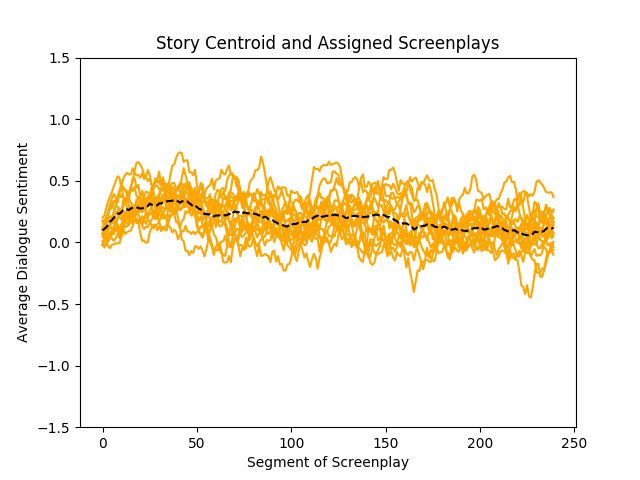 Story Centroid and Assigned Screenplays
1.5
1.0
0.5
0.0
−0.5
−1.0
−1.5
Average Dialogue Sentiment
0 50 100 150 200 250
Segment of Screenplay